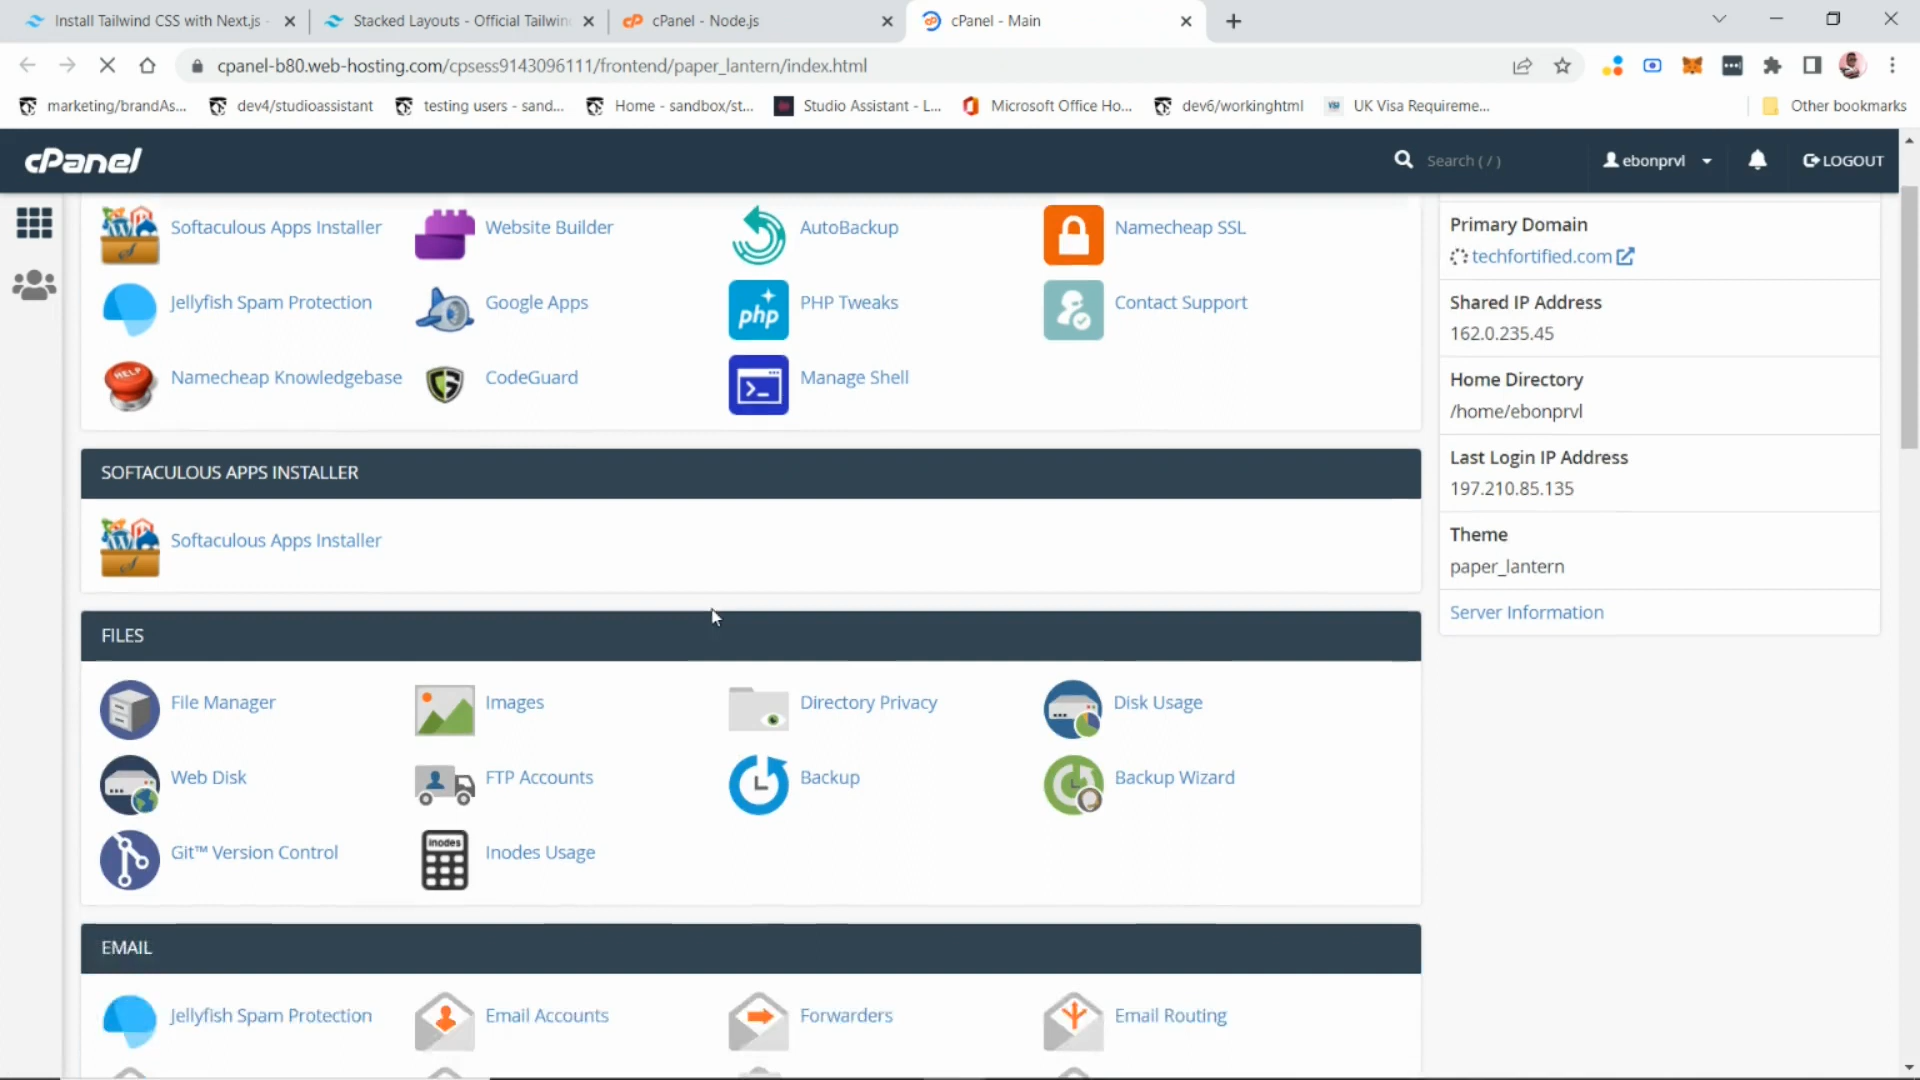 Install Tailwind CSS with Next.js -
Stacked Layouts - Official Tailwin
cPanel - Node.js
cPanel - Main
cpanel-b80.web-hosting.com/cpsess9143096111/frontend/paper_lantern/index.html
marketing/brandAs...
dev4/studioassistant
testing users - sand...
Home - sandbox/st...
Studio Assistant - L...
Microsoft Office Ho...
dev6/workinghtml
UK Visa Requireme...
Other bookmarks
cPanel
Search ( / )
ebonprvl
LOGOUT
Softaculous Apps Installer
Website Builder
AutoBackup
Namecheap SSL
Jellyfish Spam Protection
Google Apps
php
PHP Tweaks
Contact Support
HELP
Namecheap Knowledgebase
CodeGuard
Manage Shell
Primary Domain
techfortified.com
Shared IP Address
162.0.235.45
Home Directory
/home/ebonprvl
Last Login IP Address
197.210.85.135
Theme
paper_lantern
Server Information
SOFTACULOUS APPS INSTALLER
Softaculous Apps Installer
FILES
File Manager
Images
Directory Privacy
Disk Usage
Web Disk
FTP Accounts
Backup
Backup Wizard
Git™ Version Control
inodes
Inodes Usage
EMAIL
Jellyfish Spam Protection
Email Accounts
Forwarders
Email Routing